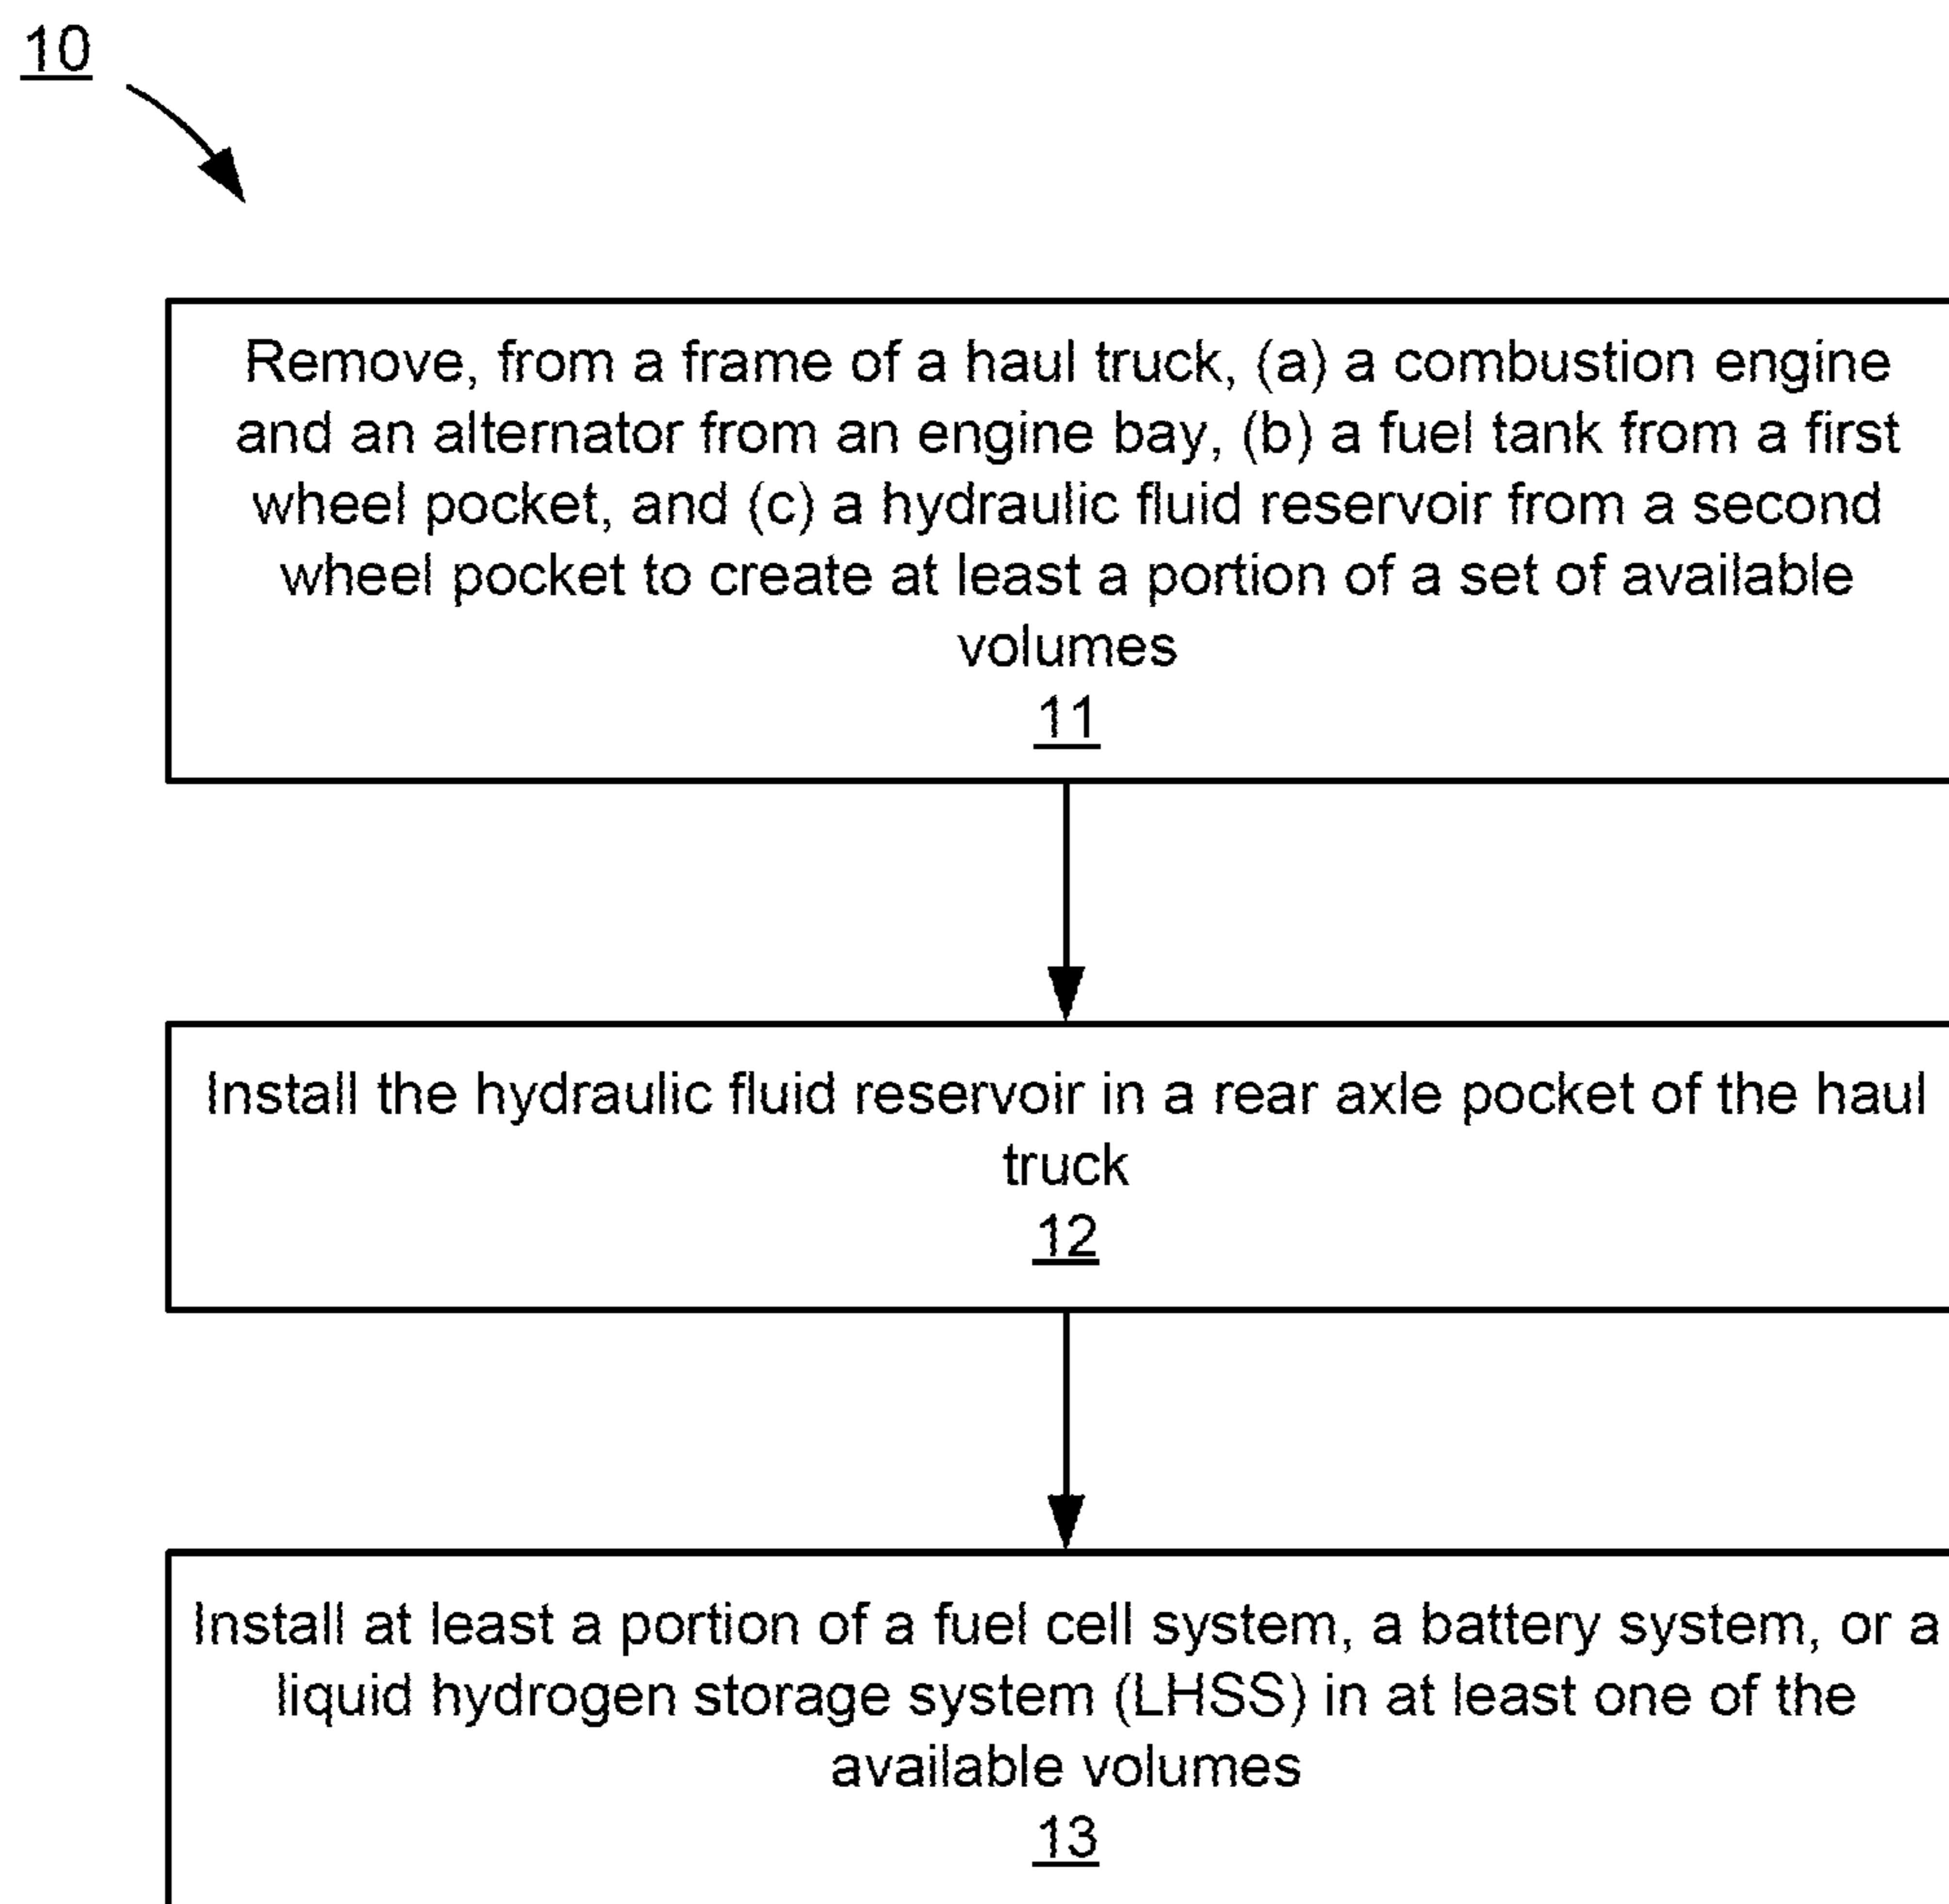 10
Remove, from a frame of a haul truck, (a) a combustion engine
and an alternator from an engine bay, (b) a fuel tank from a first
wheel pocket, and (c) a hydraulic fluid reservoir from a second
wheel pocket to create at least a portion of a set of available
volumes
11
Install the hydraulic fluid reservoir in a rear axle pocket of the haul
truck
12
Install at least a portion of a fuel cell system, a battery system, or a
liquid hydrogen storage system (LHSS) in at least one of the
available volumes
13